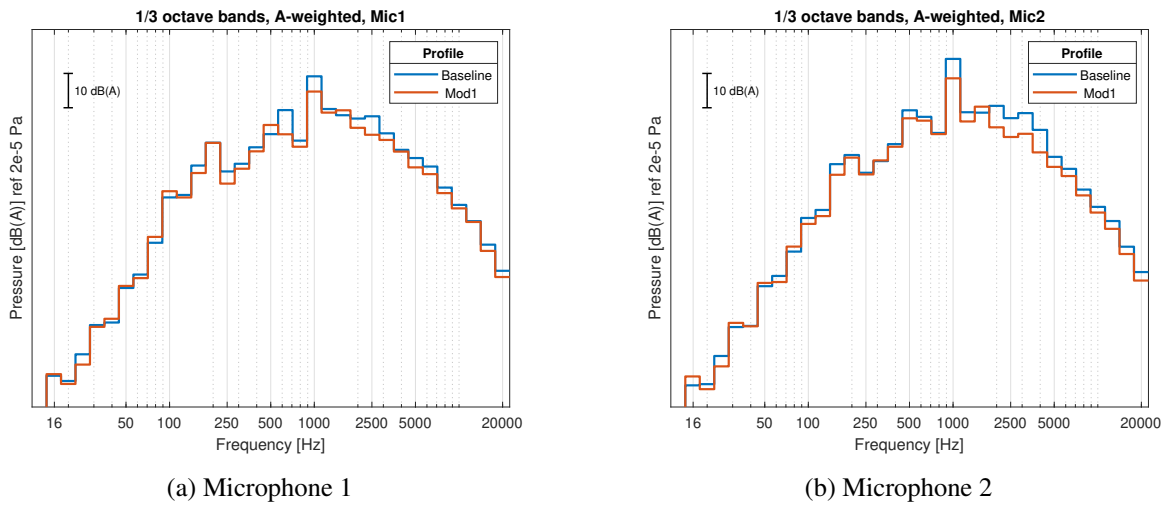 1/3 octave bands, A-weighted, Mic1
Pressure [dB(A)] ref 2e-5 Pa
10 dB(A)
Profile
Baseline
Mod1
16 50 100 250 500 1000 2500 5000 20000
Frequency [Hz]
(a) Microphone 1
1/3 octave bands, A-weighted, Mic2
Pressure [dB(A)] ref 2e-5 Pa
10 dB(A)
Profile
Baseline
Mod1
16 50 100 250 500 1000 2500 5000 20000
Frequency [Hz]
(b) Microphone 2